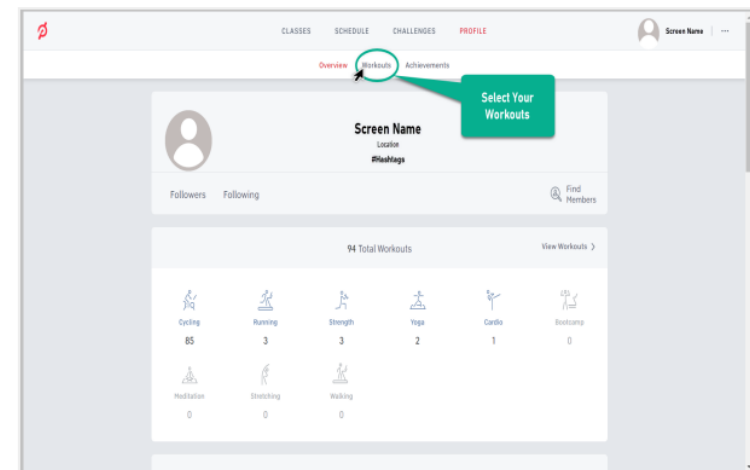 CLASSES SCHEDULE CHALLENGES PROFILE
Screen Name
Overview Workouts Achievements
Select Your
Workouts
Screen Name
Location
#Hashtags
Followers Following
Find
Members
94 Total Workouts
View Workouts
Cycling Running Strength Yoga Cardio Bootcamp
85 3 3 2 1 0
Meditation Stretching Walking
0 0 0